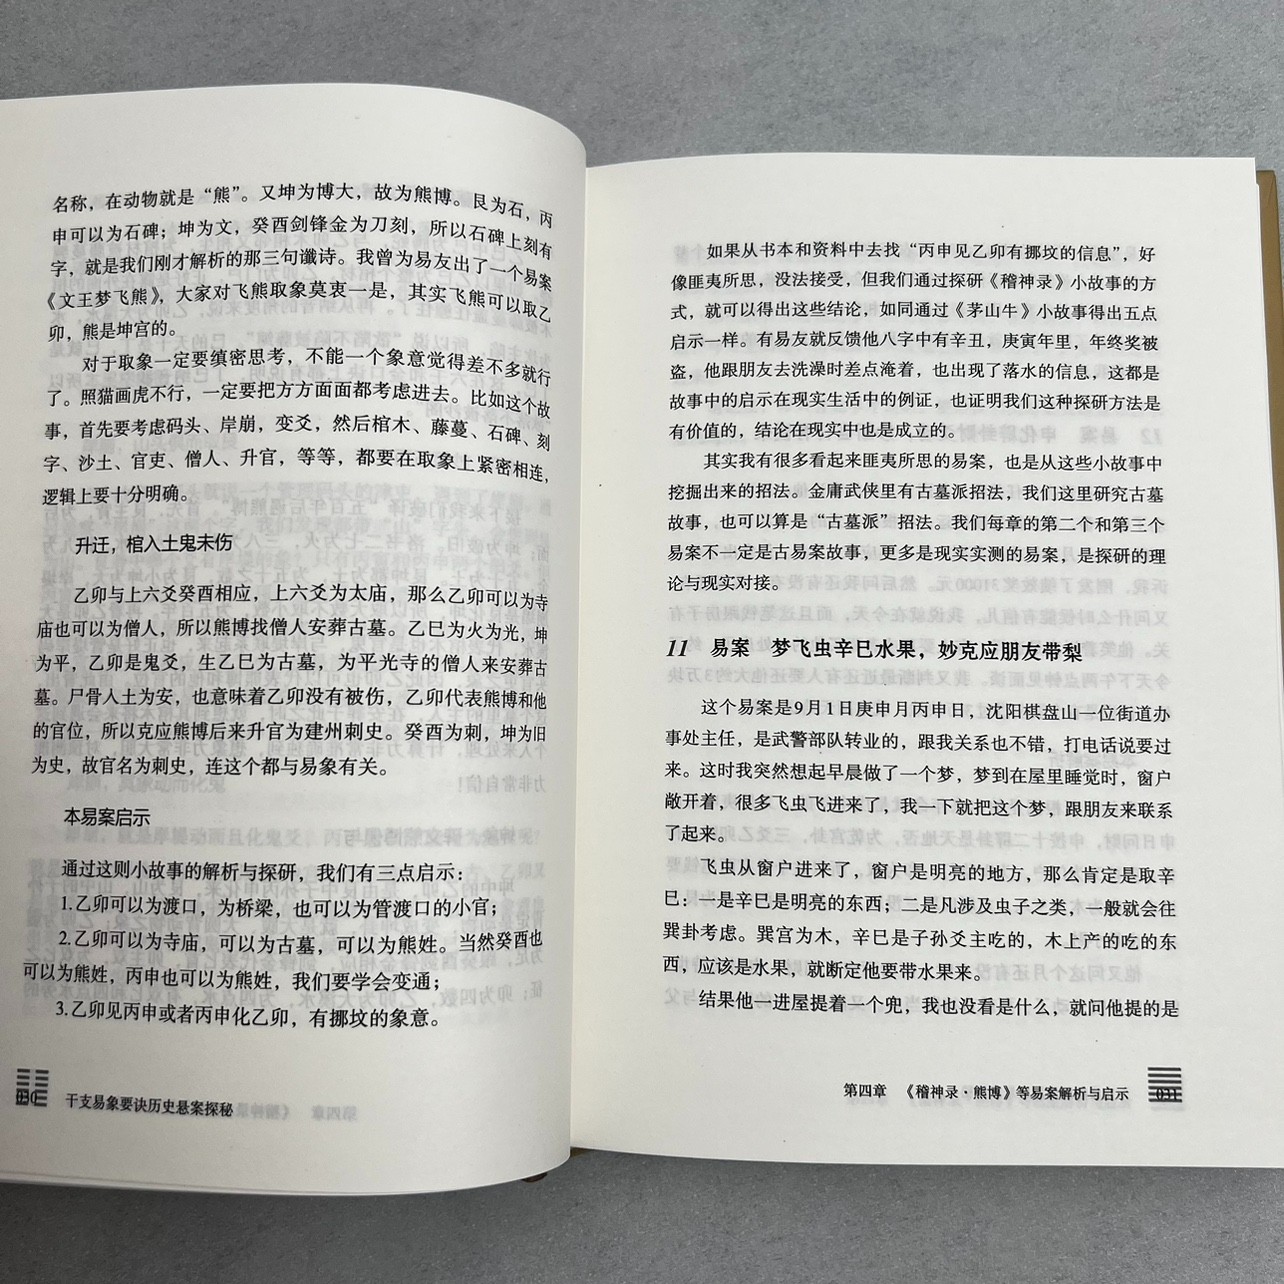 名称，在动物就是“熊”。又坤为博大，故为熊博。艮为石，丙
申可以为石碑；坤为文，癸酉剑锋金为刀刻，所以石碑上刻有
字，就是我们刚才解析的那三句谶诗。我曾为易友出了一个易案
《文王梦飞熊》，大家对飞熊取象莫衷一是，其实飞熊可以取乙
卯，熊是坤宫的。
对于取象一定要缜密思考，不能一个象意觉得差不多就行
了。照猫画虎不行，一定要把方方面面都考虑进去。比如这个故
事，首先要考虑码头、岸崩，变爻，然后棺木、藤蔓、石碑、刻
字、沙土、官吏、僧人、升官，等等，都要在取象上紧密相连，
逻辑上要十分明确。
升迁，棺入土鬼未伤
乙卯与上六爻癸酉相应，上六爻为太庙，那么乙卯可以为寺
庙也可以为僧人，所以熊博找僧人安葬古墓。乙巳为火为光，坤
为平，乙卯是鬼爻，生乙巳为古墓，为平光寺的僧人来安葬古
墓。尸骨入土为安，也意味着乙卯没有被伤，乙卯代表熊博和他
的官位，所以克应熊博后来升官为建州刺史。癸酉为刺，坤为旧
为史，故官名为刺史，连这个都与易象有关。
本易案启示
通过这则小故事的解析与探研，我们有三点启示：
1.乙卯可以为渡口，为桥梁，也可以为管渡口的小官；
2.乙卯可以为寺庙，可以为古墓，可以为熊姓。当然癸酉也
可以为熊姓，丙申也可以为熊姓，我们要学会变通；
3.乙卯见丙申或者丙申化乙卯，有挪坟的象意。
干支易象要诀历史悬案探秘
如果从书本和资料中去找“丙申见乙卯有挪坟的信息”，好
像匪夷所思，没法接受，但我们通过探研《稽神录》小故事的方
式，就可以得出这些结论，如同通过《茅山牛》小故事得出五点
启示一样。有易友就反馈他八字中有辛丑，庚寅年里，年终奖被
盗，他跟朋友去洗澡时差点淹着，也出现了落水的信息，这都是
故事中的启示在现实生活中的例证，也证明我们这种探研方法是
有价值的，结论在现实中也是成立的。
其实我有很多看起来匪夷所思的易案，也是从这些小故事中
挖掘出来的招法。金庸武侠里有古墓派招法，我们这里研究古墓
故事，也可以算是“古墓派”招法。我们每章的第二个和第三个
易案不一定是古易案故事，更多是现实实测的易案，是探研的理
论与现实对接。
11 易案 梦飞虫辛巳水果，妙克应朋友带梨
这个易案是9月1日庚申月丙申日，沈阳棋盘山一位街道办
事处主任，是武警部队转业的，跟我关系也不错，打电话说要过
来。这时我突然想起早晨做了一个梦，梦到在屋里睡觉时，窗户
敞开着，很多飞虫飞进来了，我一下就把这个梦，跟朋友来联系
了起来。
飞虫从窗户进来了，窗户是明亮的地方，那么肯定是取辛
巳：一是辛巳是明亮的东西；二是凡涉及虫子之类，一般就会往
巽卦考虑。巽宫为木，辛巳是子孙爻主吃的，木上产的吃的东
西，应该是水果，就断定他要带水果来。
结果他一进屋提着一个兜，我也没看是什么，就问他提的是
第四章 《稽神录·熊博》等易案解析与启示
031